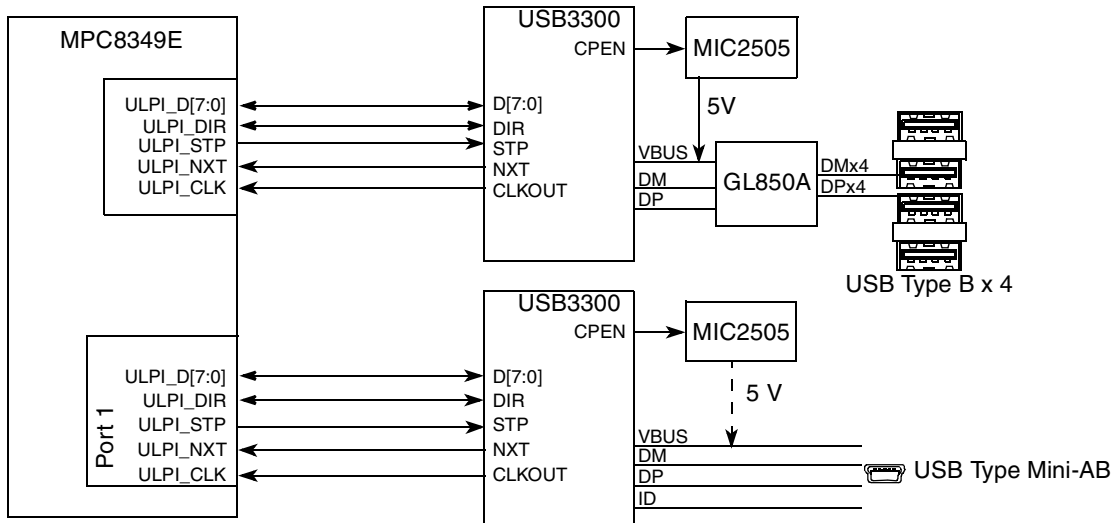 MPC8349E
ULPI_D[7:0]
ULPI_DIR
ULPI_STP
ULPI_NXT
ULPI_CLK
USB3300
CPEN
D[7:0]
DIR
STP
NXT
CLKOUT
VBUS
DM
DP
MIC2505
5V
GL850A
DMx4
DPx4
USB Type B x 4
Port 1
ULPI_D[7:0]
ULPI_DIR
ULPI_STP
ULPI_NXT
ULPI_CLK
USB3300
CPEN
D[7:0]
DIR
STP
NXT
CLKOUT
MIC2505
5 V
VBUS
DM
DP
ID
USB Type Mini-AB